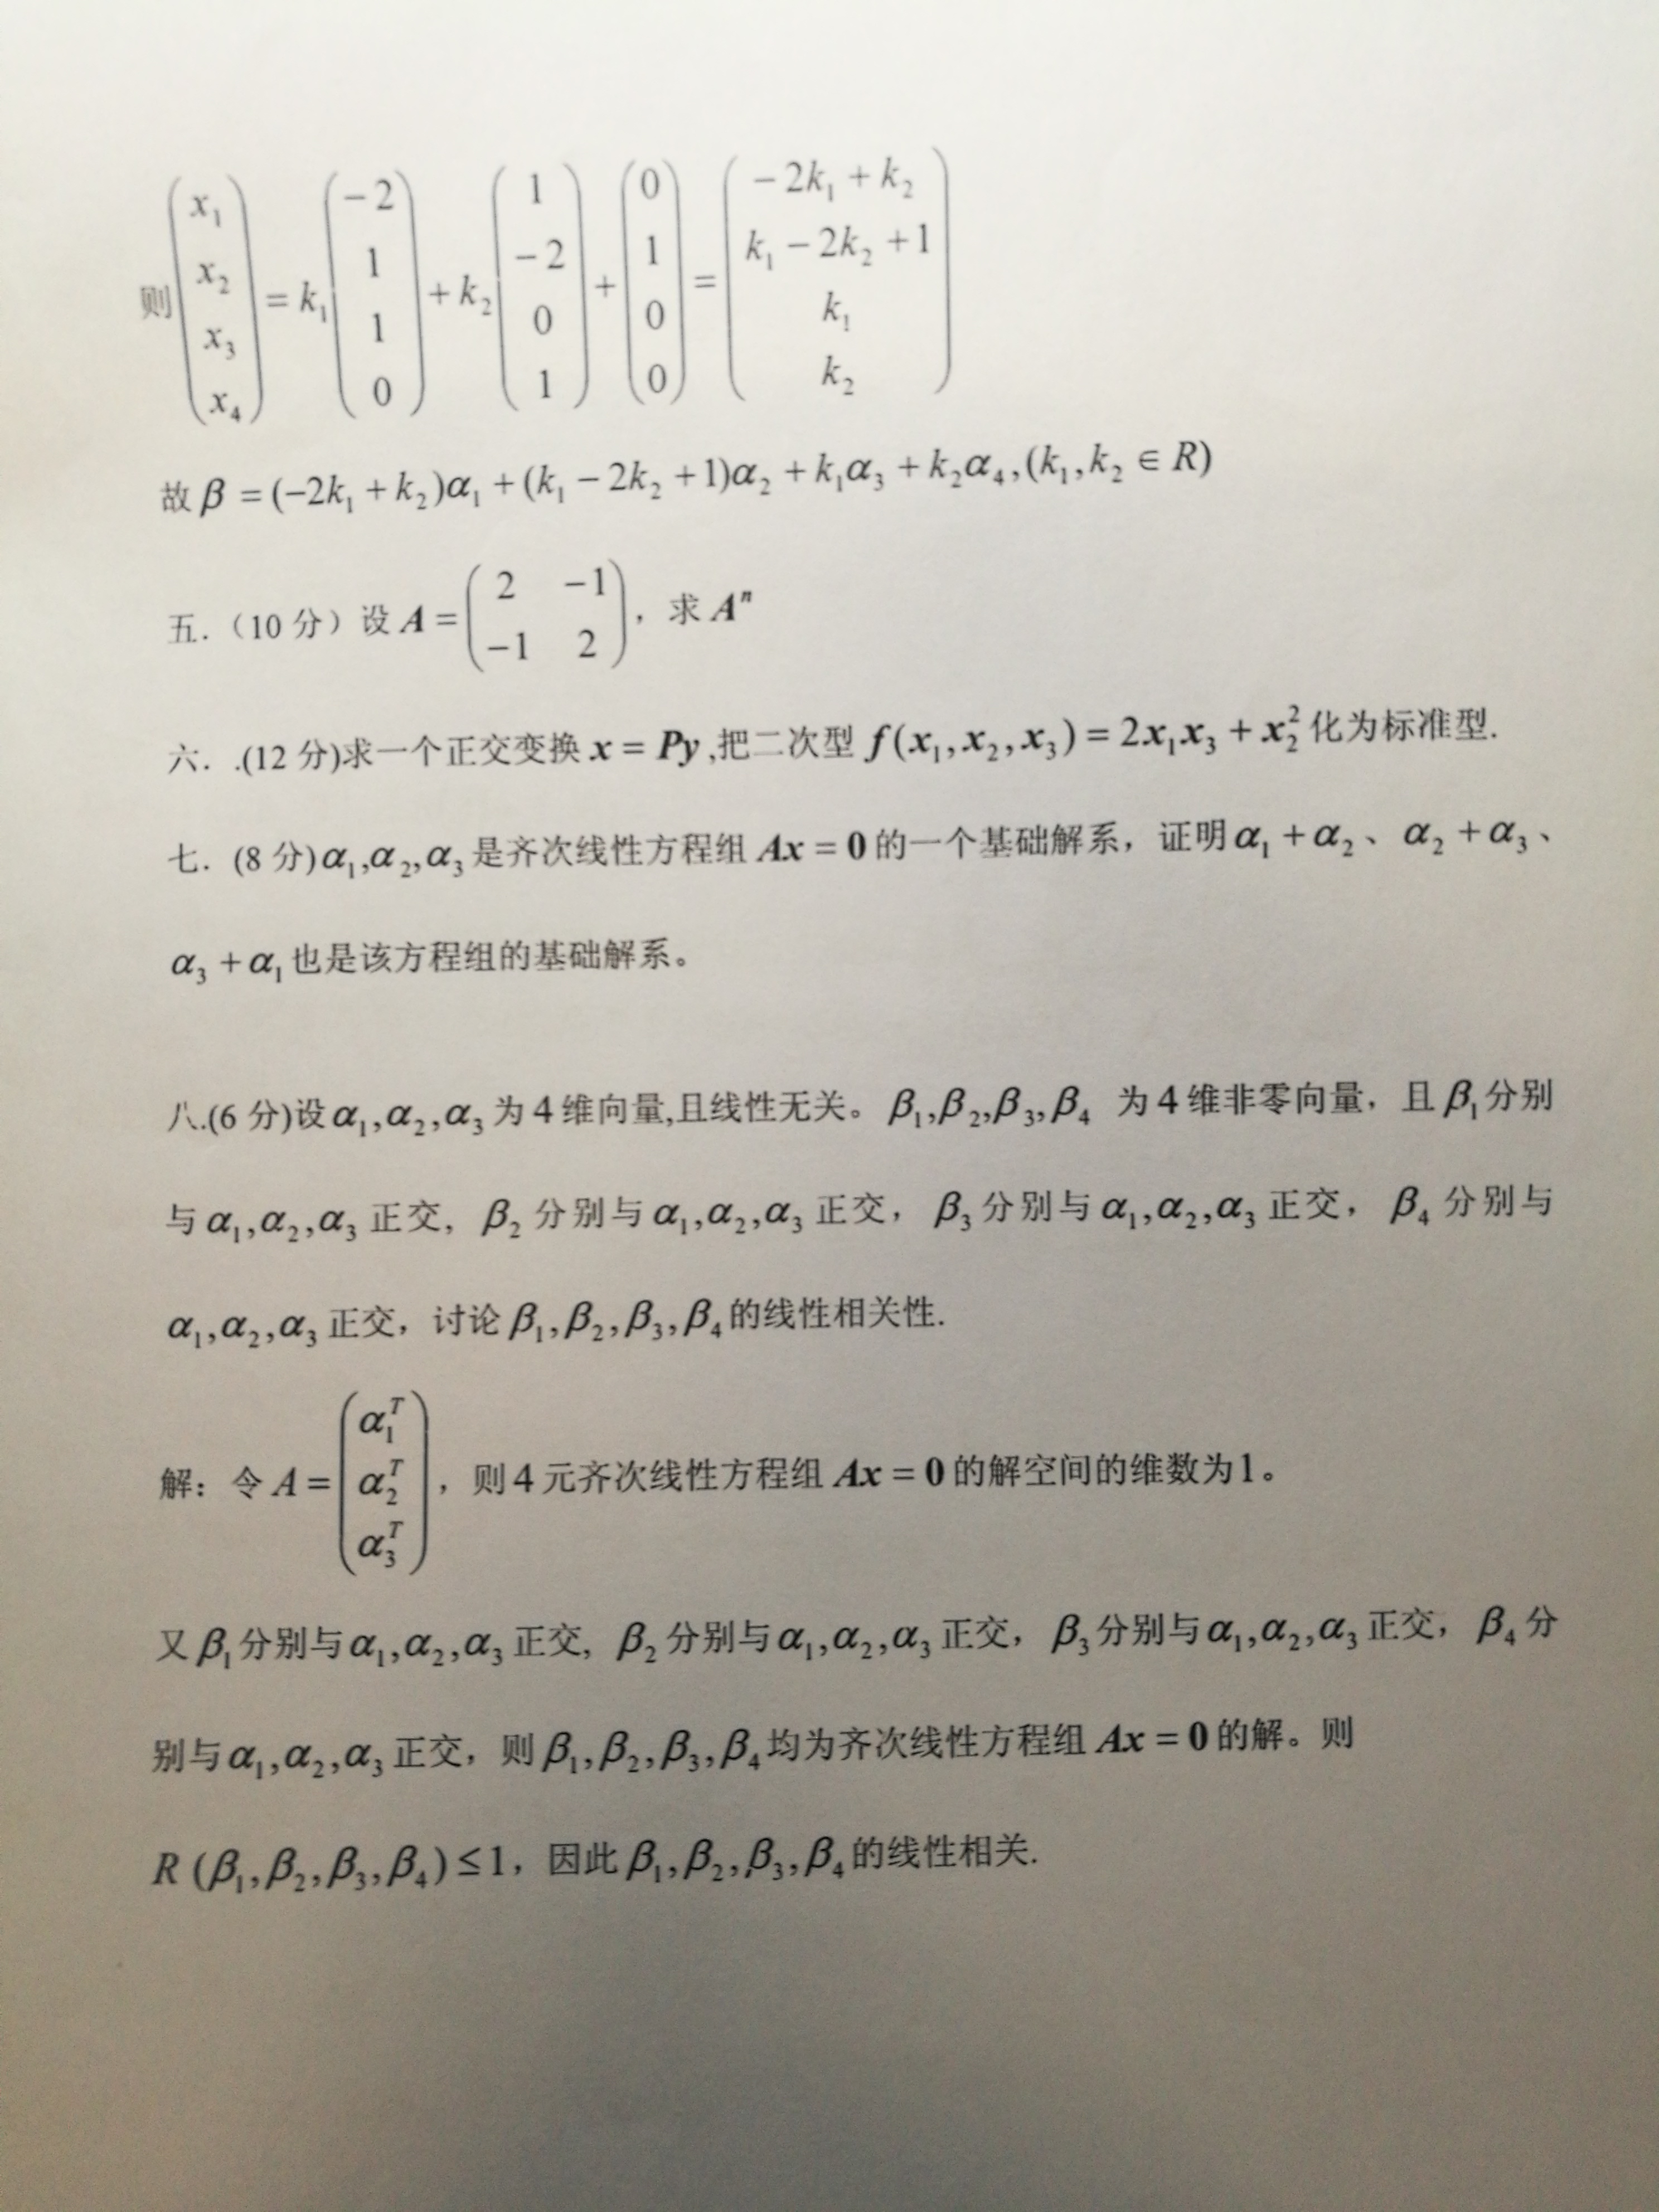 则 $\begin{pmatrix} x_1 \\ x_2 \\ x_3 \\ x_4 \end{pmatrix} = k_1 \begin{pmatrix} -2 \\ 1 \\ 1 \\ 0 \end{pmatrix} + k_2 \begin{pmatrix} 1 \\ -2 \\ 0 \\ 1 \end{pmatrix} + \begin{pmatrix} 0 \\ 1 \\ 0 \\ 0 \end{pmatrix} = \begin{pmatrix} -2k_1 + k_2 \\ k_1 - 2k_2 + 1 \\ k_1 \\ k_2 \end{pmatrix}$
故 $\beta = (-2k_1 + k_2)\alpha_1 + (k_1 - 2k_2 + 1)\alpha_2 + k_1\alpha_3 + k_2\alpha_4, (k_1, k_2 \in R)$
五.（10 分）设 $A = \begin{pmatrix} 2 & -1 \\ -1 & 2 \end{pmatrix}$，求 $A^n$
六. .(12 分)求一个正交变换 $x = Py$,把二次型 $f(x_1, x_2, x_3) = 2x_1x_3 + x_2^2$ 化为标准型.
七. (8 分)$\alpha_1, \alpha_2, \alpha_3$ 是齐次线性方程组 $Ax = 0$ 的一个基础解系，证明 $\alpha_1 + \alpha_2$、$\alpha_2 + \alpha_3$、
$\alpha_3 + \alpha_1$ 也是该方程组的基础解系。
八.(6 分)设 $\alpha_1, \alpha_2, \alpha_3$ 为 4 维向量,且线性无关。$\beta_1, \beta_2, \beta_3, \beta_4$ 为 4 维非零向量，且 $\beta_1$ 分别
与 $\alpha_1, \alpha_2, \alpha_3$ 正交, $\beta_2$ 分别与 $\alpha_1, \alpha_2, \alpha_3$ 正交，$\beta_3$ 分别与 $\alpha_1, \alpha_2, \alpha_3$ 正交，$\beta_4$ 分别与
$\alpha_1, \alpha_2, \alpha_3$ 正交，讨论 $\beta_1, \beta_2, \beta_3, \beta_4$ 的线性相关性.
解：令 $A = \begin{pmatrix} \alpha_1^T \\ \alpha_2^T \\ \alpha_3^T \end{pmatrix}$，则 4 元齐次线性方程组 $Ax = 0$ 的解空间的维数为 1。
又 $\beta_1$ 分别与 $\alpha_1, \alpha_2, \alpha_3$ 正交, $\beta_2$ 分别与 $\alpha_1, \alpha_2, \alpha_3$ 正交，$\beta_3$ 分别与 $\alpha_1, \alpha_2, \alpha_3$ 正交，$\beta_4$ 分
别与 $\alpha_1, \alpha_2, \alpha_3$ 正交，则 $\beta_1, \beta_2, \beta_3, \beta_4$ 均为齐次线性方程组 $Ax = 0$ 的解。则
$R(\beta_1, \beta_2, \beta_3, \beta_4) \leq 1$，因此 $\beta_1, \beta_2, \beta_3, \beta_4$ 的线性相关.